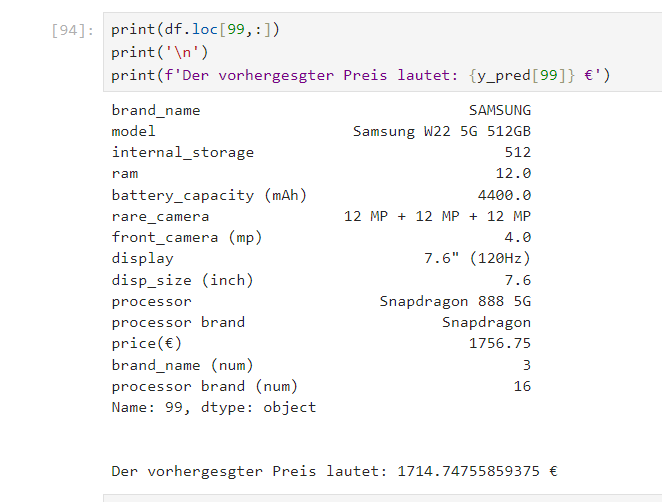 [94]: print(df.loc[99,:])
print('\n')
print(f'Der vorhergesgter Preis lautet: {y_pred[99]} €')
brand_name SAMSUNG
model Samsung W22 5G 512GB
internal_storage 512
ram 12.0
battery_capacity (mAh) 4400.0
rare_camera 12 MP + 12 MP + 12 MP
front_camera (mp) 4.0
display 7.6" (120Hz)
disp_size (inch) 7.6
processor Snapdragon 888 5G
processor brand Snapdragon
price(€) 1756.75
brand_name (num) 3
processor brand (num) 16
Name: 99, dtype: object
Der vorhergesgter Preis lautet: 1714.74755859375 €